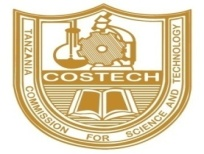 COSTECH
TANZANIA COMMISSION FOR SCIENCE AND TECHNOLOGY